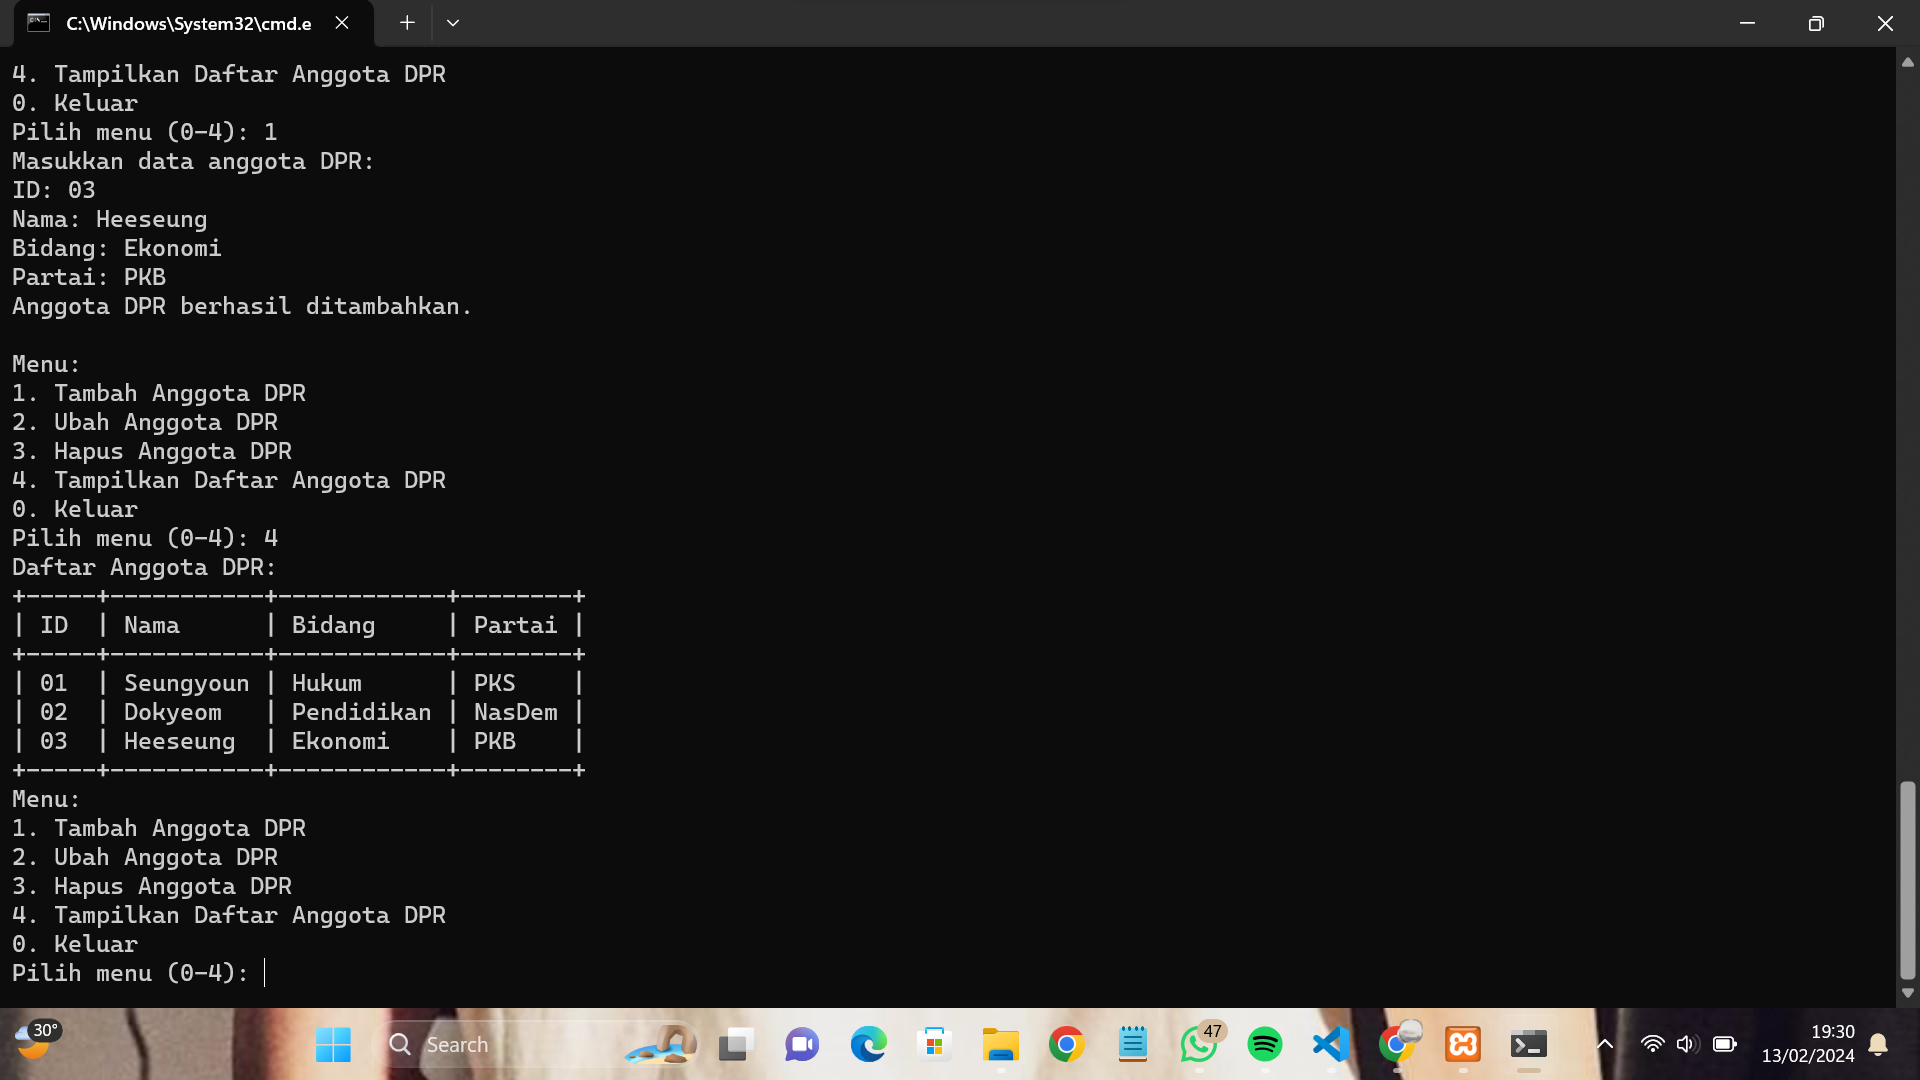 C:\Windows\System32\cmd.e
4. Tampilkan Daftar Anggota DPR
0. Keluar
Pilih menu (0-4): 1
Masukkan data anggota DPR:
ID: 03
Nama: Heeseung
Bidang: Ekonomi
Partai: PKB
Anggota DPR berhasil ditambahkan.
Menu:
1. Tambah Anggota DPR
2. Ubah Anggota DPR
3. Hapus Anggota DPR
4. Tampilkan Daftar Anggota DPR
0. Keluar
Pilih menu (0-4): 4
Daftar Anggota DPR:
+-----+-----------+------------+--------+
| ID  | Nama      | Bidang     | Partai |
+-----+-----------+------------+--------+
| 01  | Seungyoun | Hukum      | PKS    |
| 02  | Dokyeom   | Pendidikan | NasDem |
| 03  | Heeseung  | Ekonomi    | PKB    |
+-----+-----------+------------+--------+
Menu:
1. Tambah Anggota DPR
2. Ubah Anggota DPR
3. Hapus Anggota DPR
4. Tampilkan Daftar Anggota DPR
0. Keluar
Pilih menu (0-4):
30°
Search
47
19:30
13/02/2024